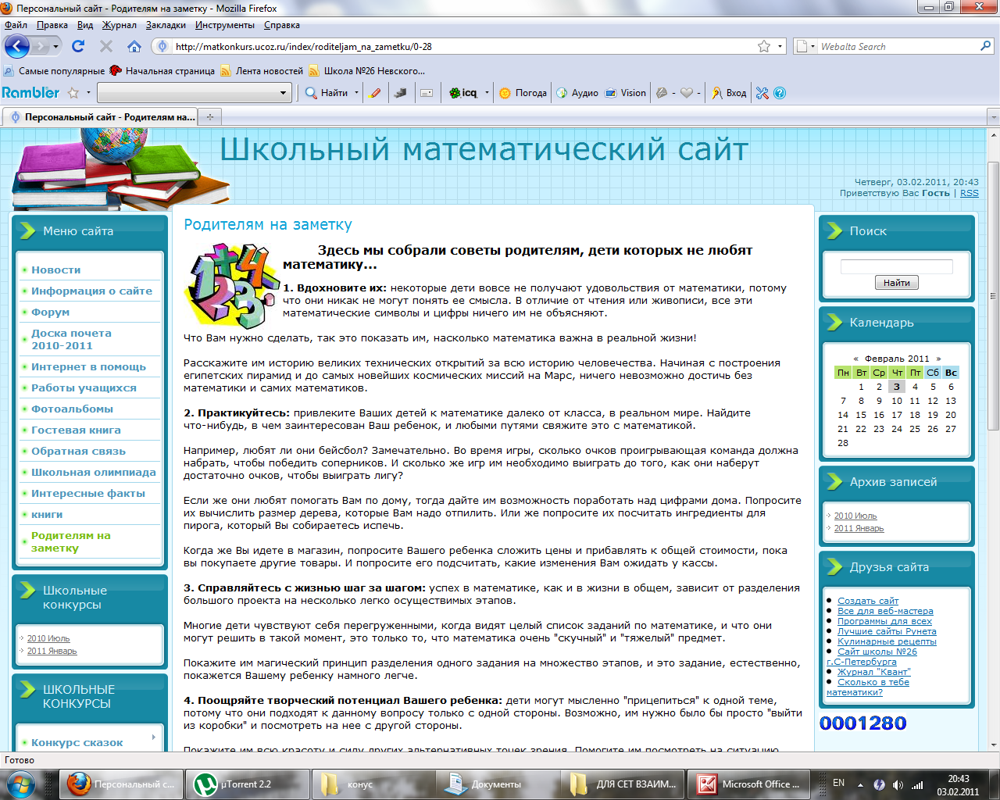 Персональный сайт - Родителям на заметку - Mozilla Firefox
Файл Правка Вид Журнал Закладки Инструменты Справка
http://matkonkurs.ucoz.ru/index/roditeljam_na_zametku/0-28
Webalta Search
Самые популярные Начальная страница Лента новостей Школа №26 Невского...
Rambler Найти icq Погода Аудио Vision Вход
Персональный сайт - Родителям на...
Школьный математический сайт
Четверг, 03.02.2011, 20:43
Приветствую Вас Гость | RSS
Меню сайта
Новости
Информация о сайте
Форум
Доска почета
2010-2011
Интернет в помощь
Работы учащихся
Фотоальбомы
Гостевая книга
Обратная связь
Школьная олимпиада
Интересные факты
книги
Родителям на
заметку
Школьные
конкурсы
2010 Июль
2011 Январь
ШКОЛЬНЫЕ
КОНКУРСЫ
Конкурс сказок
Родителям на заметку
Здесь мы собрали советы родителям, дети которых не любят
математику...
1. Вдохновите их: некоторые дети вовсе не получают удовольствия от математики, потому
что они никак не могут понять ее смысла. В отличие от чтения или живописи, все эти
математические символы и цифры ничего им не объясняют.
Что Вам нужно сделать, так это показать им, насколько математика важна в реальной жизни!
Расскажите им историю великих технических открытий за всю историю человечества. Начиная с построения
египетских пирамид и до самых новейших космических миссий на Марс, ничего невозможно достичь без
математики и самих математиков.
2. Практикуйтесь: привлеките Ваших детей к математике далеко от класса, в реальном мире. Найдите
что-нибудь, в чем заинтересован Ваш ребенок, и любыми путями свяжите это с математикой.
Например, любят ли они бейсбол? Замечательно. Во время игры, сколько очков проигрывающая команда должна
набрать, чтобы победить соперников. И сколько же игр им необходимо выиграть до того, как они наберут
достаточно очков, чтобы выиграть лигу?
Если же они любят помогать Вам по дому, тогда дайте им возможность поработать над цифрами дома. Попросите
их вычислить размер дерева, которые Вам надо отпилить. Или же попросите их посчитать ингредиенты для
пирога, который Вы собираетесь испечь.
Когда же Вы идете в магазин, попросите Вашего ребенка сложить цены и прибавлять к общей стоимости, пока
вы покупаете другие товары. И попросите его подсчитать, какие изменения Вам ожидать у кассы.
3. Справляйтесь с жизнью шаг за шагом: успех в математике, как и в жизни в общем, зависит от разделения
большого проекта на несколько легко осуществимых этапов.
Многие дети чувствуют себя перегруженными, когда видят целый список заданий по математике, и что они
могут решить в такой момент, это только то, что математика очень "скучный" и "тяжелый" предмет.
Покажите им магический принцип разделения одного задания на множество этапов, и это задание, естественно,
покажется Вашему ребенку намного легче.
4. Поощряйте творческий потенциал Вашего ребенка: дети могут мысленно "прицепиться" к одной теме,
потому что они подходят к данному вопросу только с одной стороны. Возможно, им нужно было бы просто "выйти
из коробки" и посмотреть на нее с другой стороны.
Покажите им всю красоту и силу других альтернативных точек зрения. Помогите им посмотреть на ситуацию
Поиск
Найти
Календарь
« Февраль 2011 »
Пн Вт Ср Чт Пт Сб Вс
1 2 3 4 5 6
7 8 9 10 11 12 13
14 15 16 17 18 19 20
21 22 23 24 25 26 27
28
Архив записей
2010 Июль
2011 Январь
Друзья сайта
Создать сайт
Все для веб-мастера
Программы для всех
Лучшие сайты Рунета
Кулинарные рецепты
Сайт школы №26
г.С-Петербурга
Журнал "Квант"
Сколько в тебе
математики?
0001280
Готово
Персональный с... µTorrent 2.2 конус Документы ДЛЯ СЕТ ВЗАИМ... Microsoft Office ... EN 20:43
03.02.2011